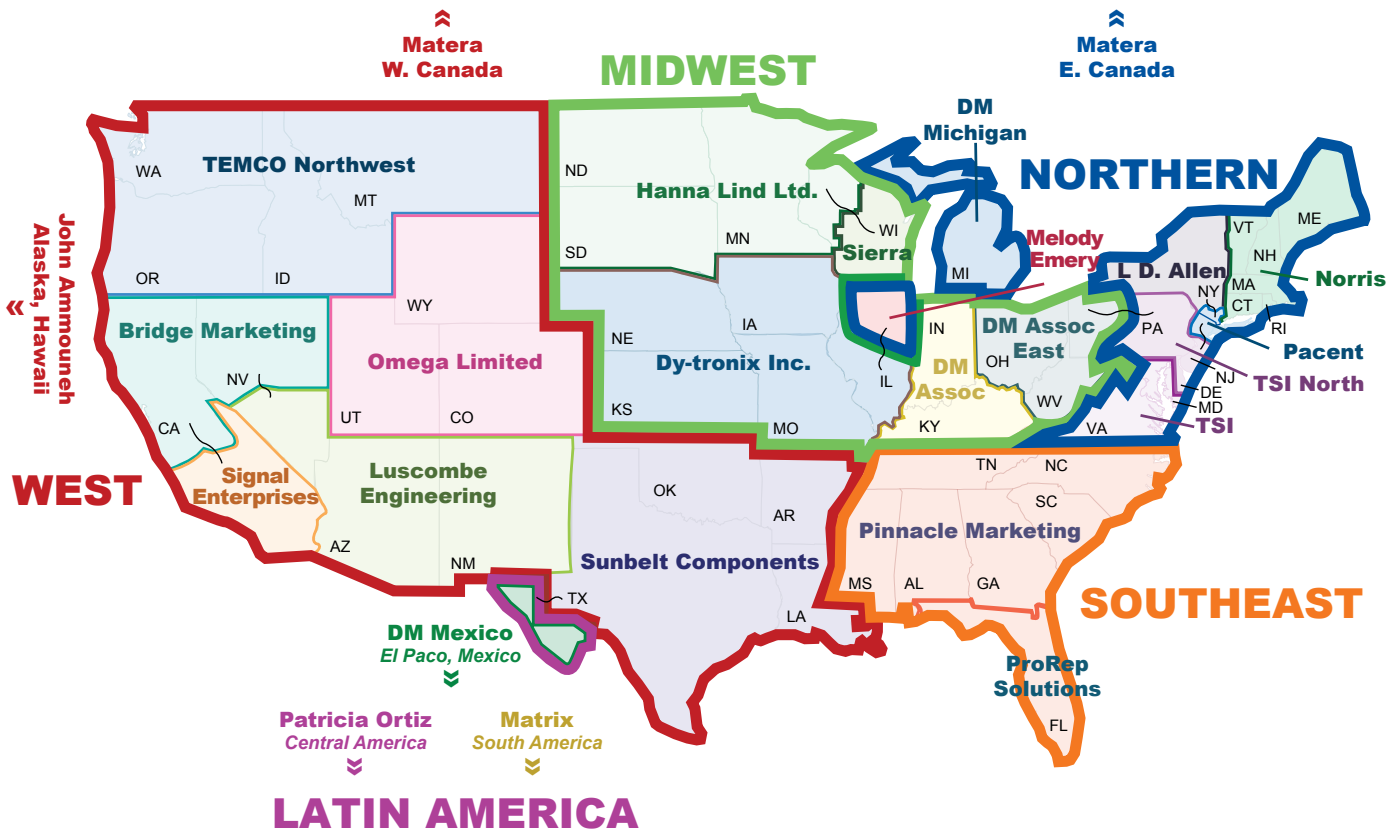 Matera
W. Canada
Matera
E. Canada
MIDWEST
DM
Michigan
NORTHERN
WA
TEMCO Northwest
MT
OR
ID
ND
Hanna Lind Ltd.
SD
MN
WI
Sierra
MI
Melody
Emery
L D. Allen
VT
ME
NH
MA
NY
CT
Norris
RI
PA
Pacent
NJ
TSI North
DE
MD
TSI
VA
John Ammouneh
Alaska, Hawaii
«
Bridge Marketing
NV
CA
WY
Omega Limited
UT
CO
NE
IA
Dy-tronix Inc.
KS
MO
IL
IN
DM
Assoc
KY
DM Assoc
East
OH
WV
WEST
Signal
Enterprises
Luscombe
Engineering
AZ
NM
OK
AR
Sunbelt Components
TX
LA
TN
NC
SC
Pinnacle Marketing
MS
AL
GA
SOUTHEAST
ProRep
Solutions
FL
DM Mexico
El Paco, Mexico
Patricia Ortiz
Central America
Matrix
South America
LATIN AMERICA